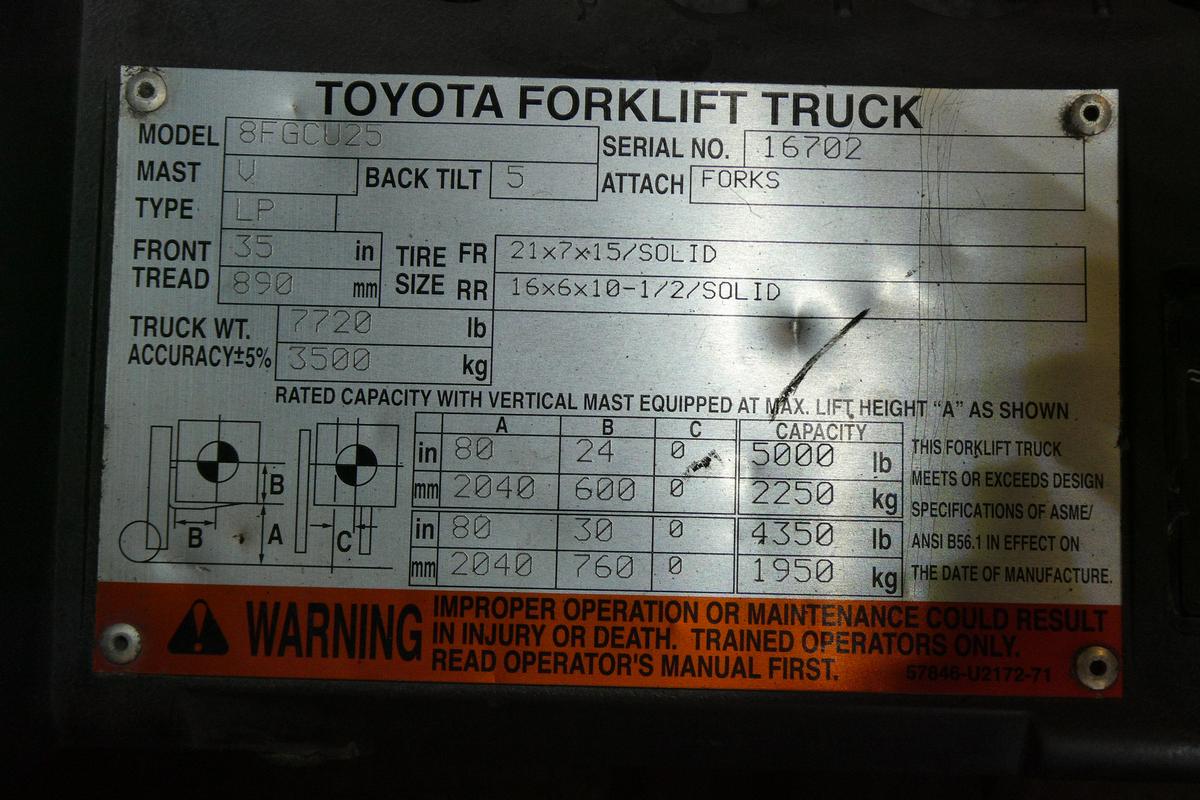 TOYOTA FORKLIFT TRUCK
MODEL 8FGCU25 SERIAL NO. 16702
MAST V BACK TILT 5 ATTACH FORKS
TYPE LP
FRONT TREAD 35 in TIRE SIZE FR 21x7x15/SOLID
890 mm RR 16x6x10-1/2/SOLID
TRUCK WT. 7720 lb
ACCURACY±5% 3500 kg
RATED CAPACITY WITH VERTICAL MAST EQUIPPED AT MAX. LIFT HEIGHT "A" AS SHOWN
A B C CAPACITY
in 80 24 0 5000 lb
mm 2040 600 0 2250 kg
in 80 30 0 4350 lb
mm 2040 760 0 1950 kg
B
B A C
THIS FORKLIFT TRUCK
MEETS OR EXCEEDS DESIGN
SPECIFICATIONS OF ASME/
ANSI B56.1 IN EFFECT ON
THE DATE OF MANUFACTURE.
WARNING
IMPROPER OPERATION OR MAINTENANCE COULD RESULT
IN INJURY OR DEATH. TRAINED OPERATORS ONLY.
READ OPERATOR'S MANUAL FIRST.
57846-U2172-71